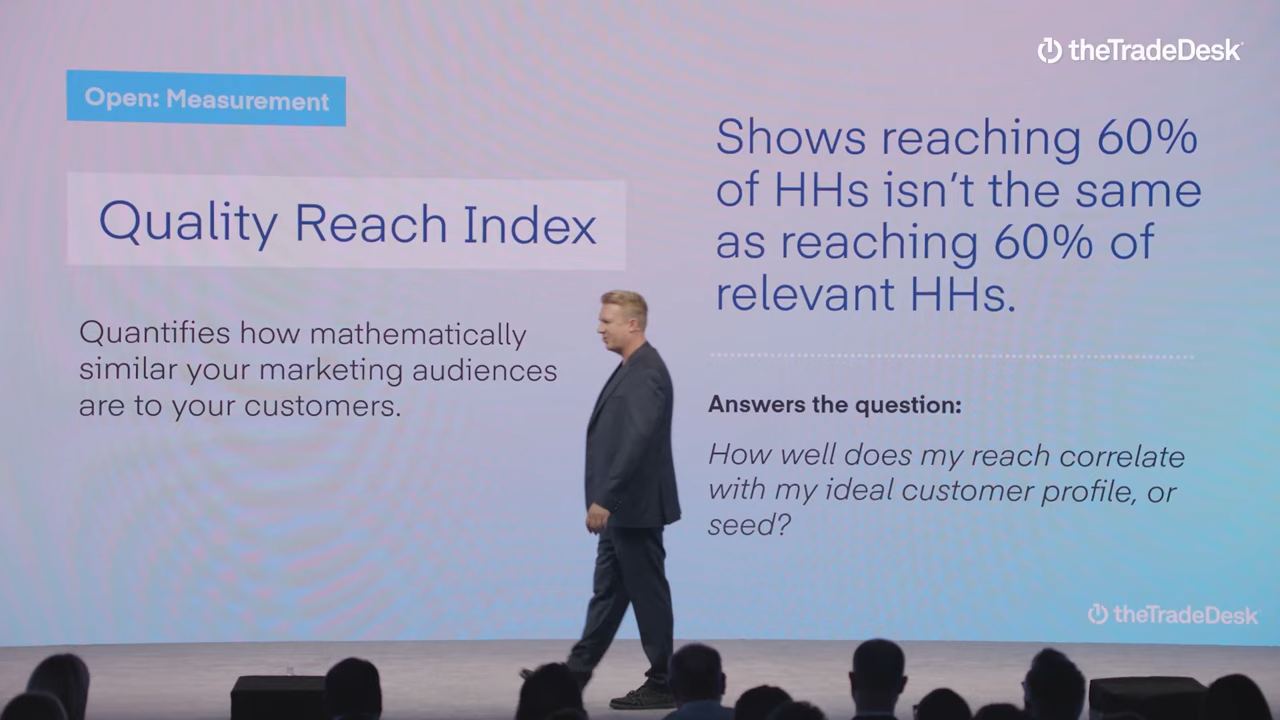 theTradeDesk
Open: Measurement
Quality Reach Index
Quantifies how mathematically
similar your marketing audiences
are to your customers.
Shows reaching 60%
of HHs isn't the same
as reaching 60% of
relevant HHs.
Answers the question:
How well does my reach correlate
with my ideal customer profile, or
seed?
theTradeDesk